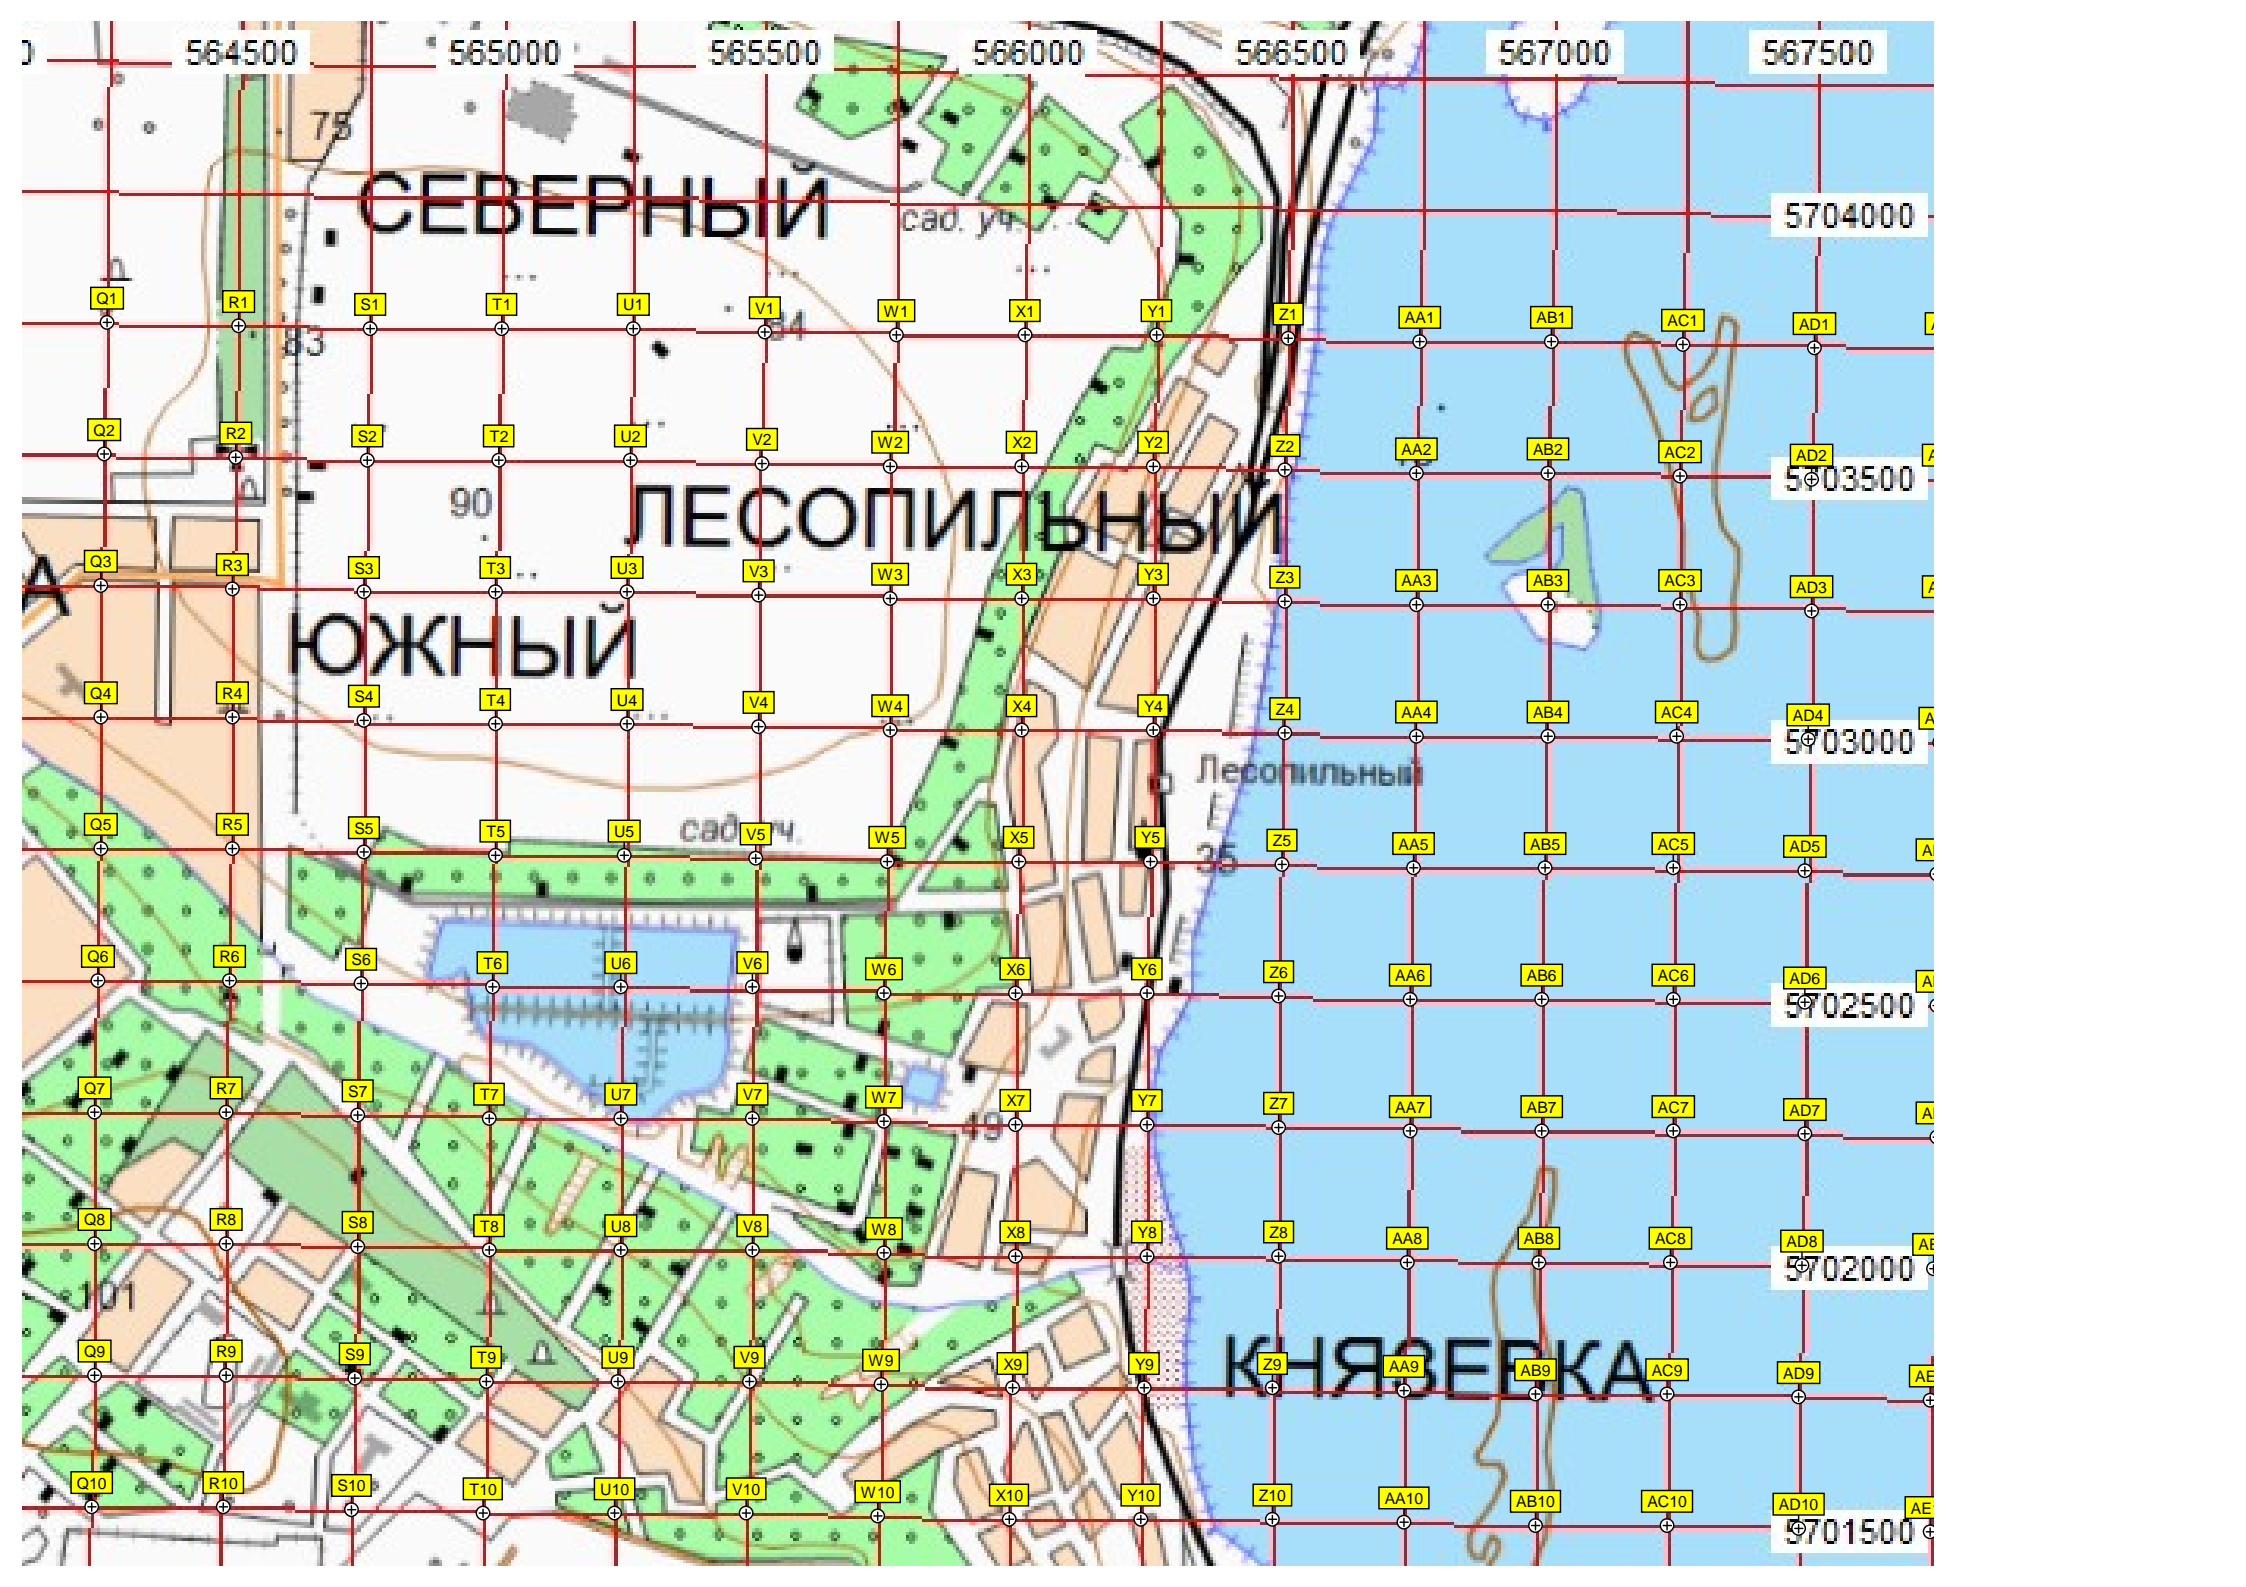 0 564500 565000 565500 566000 566500 567000 567500
75
СЕВЕРНЫЙ
сад. уч.
5704000
Q1 R1 S1 T1 U1 V1 W1 X1 Y1 Z1 AA1 AB1 AC1 AD1
83
84
Q2 R2 S2 T2 U2 V2 W2 X2 Y2 Z2 AA2 AB2 AC2 AD2
5703500
90
ЛЕСОПИЛЬНЫЙ
Q3 R3 S3 T3 U3 V3 W3 X3 Y3 Z3 AA3 AB3 AC3 AD3
А
ЮЖНЫЙ
Q4 R4 S4 T4 U4 V4 W4 X4 Y4 Z4 AA4 AB4 AC4 AD4
5703000
Лесопильный
сад. уч.
Q5 R5 S5 T5 U5 V5 W5 X5 Y5 Z5 AA5 AB5 AC5 AD5
35
Q6 R6 S6 T6 U6 V6 W6 X6 Y6 Z6 AA6 AB6 AC6 AD6
5702500
Q7 R7 S7 T7 U7 V7 W7 X7 Y7 Z7 AA7 AB7 AC7 AD7
49
Q8 R8 S8 T8 U8 V8 W8 X8 Y8 Z8 AA8 AB8 AC8 AD8
5702000
101
КНЯЗЕВКА
Q9 R9 S9 T9 U9 V9 W9 X9 Y9 Z9 AA9 AB9 AC9 AD9 AE
Q10 R10 S10 T10 U10 V10 W10 X10 Y10 Z10 AA10 AB10 AC10 AD10 AE
5701500